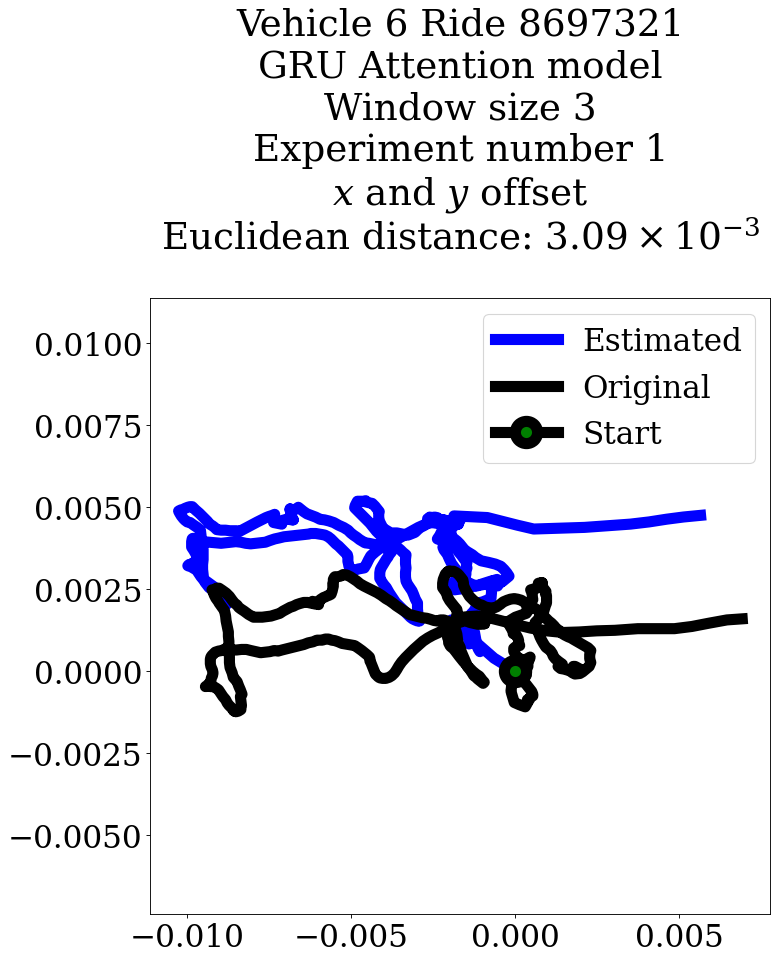 Vehicle 6 Ride 8697321
GRU Attention model
Window size 3
Experiment number 1
x and y offset
Euclidean distance: 3.09 × 10⁻³
Estimated
Original
Start
0.0100
0.0075
0.0050
0.0025
0.0000
−0.0025
−0.0050
−0.010 −0.005 0.000 0.005